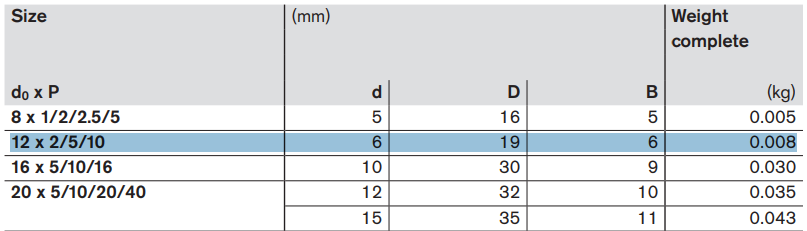 Size (mm) Weight
complete
d₀ x P d D B (kg)
8 x 1/2/2.5/5 5 16 5 0.005
12 x 2/5/10 6 19 6 0.008
16 x 5/10/16 10 30 9 0.030
20 x 5/10/20/40 12 32 10 0.035
15 35 11 0.043